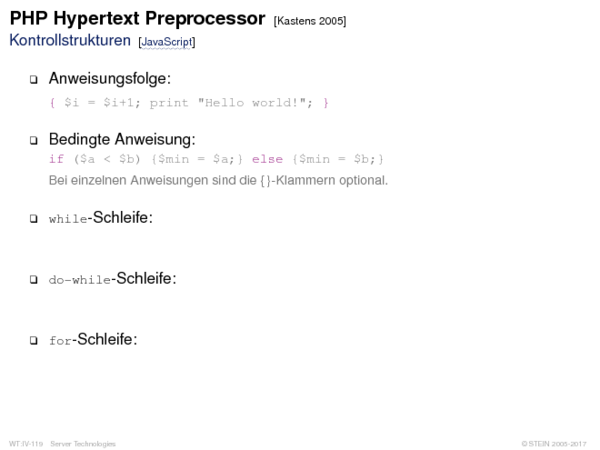 PHP Hypertext Preprocessor [Kastens 2005]
Kontrollstrukturen [JavaScript]
❑ Anweisungsfolge:
{ $i = $i+1; print "Hello world!"; }
❑ Bedingte Anweisung:
if ($a < $b) {$min = $a;} else {$min = $b;}
Bei einzelnen Anweisungen sind die {}-Klammern optional.
❑ while-Schleife:
❑ do-while-Schleife:
❑ for-Schleife:
WT:IV-119 Server Technologies © STEIN 2005-2017